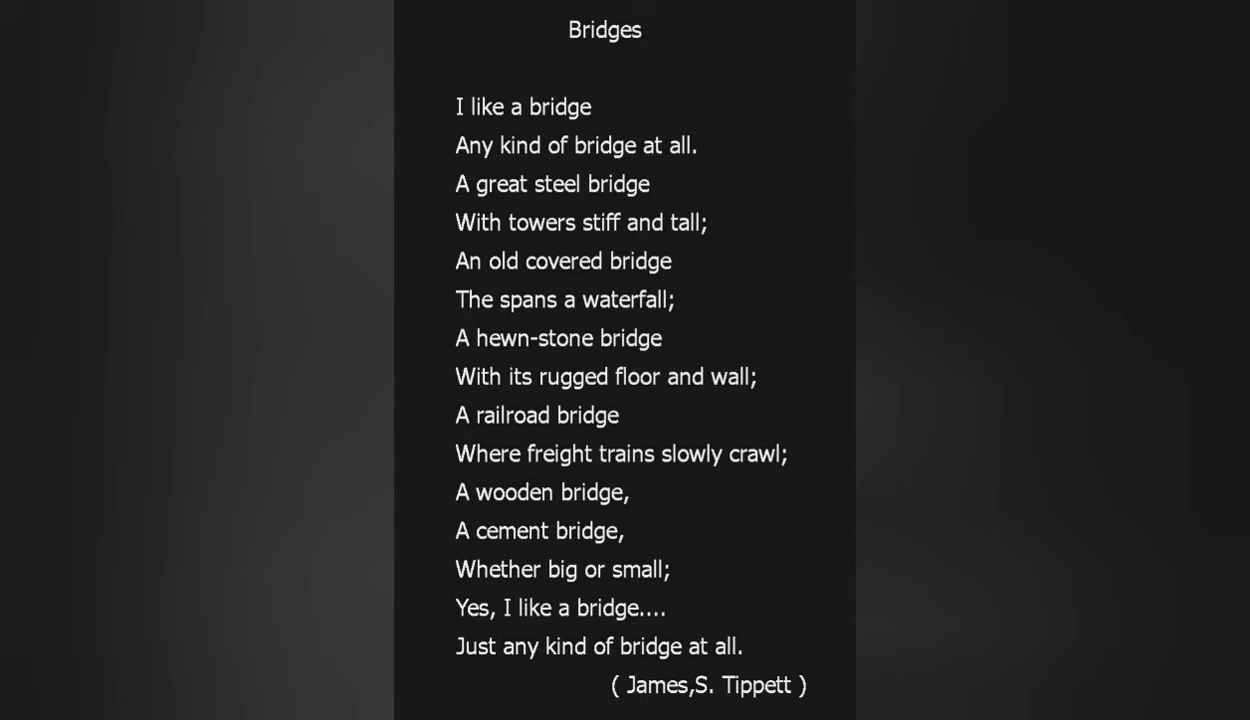 Bridges
I like a bridge
Any kind of bridge at all.
A great steel bridge
With towers stiff and tall;
An old covered bridge
The spans a waterfall;
A hewn-stone bridge
With its rugged floor and wall;
A railroad bridge
Where freight trains slowly crawl;
A wooden bridge,
A cement bridge,
Whether big or small;
Yes, I like a bridge....
Just any kind of bridge at all.
( James,S. Tippett )